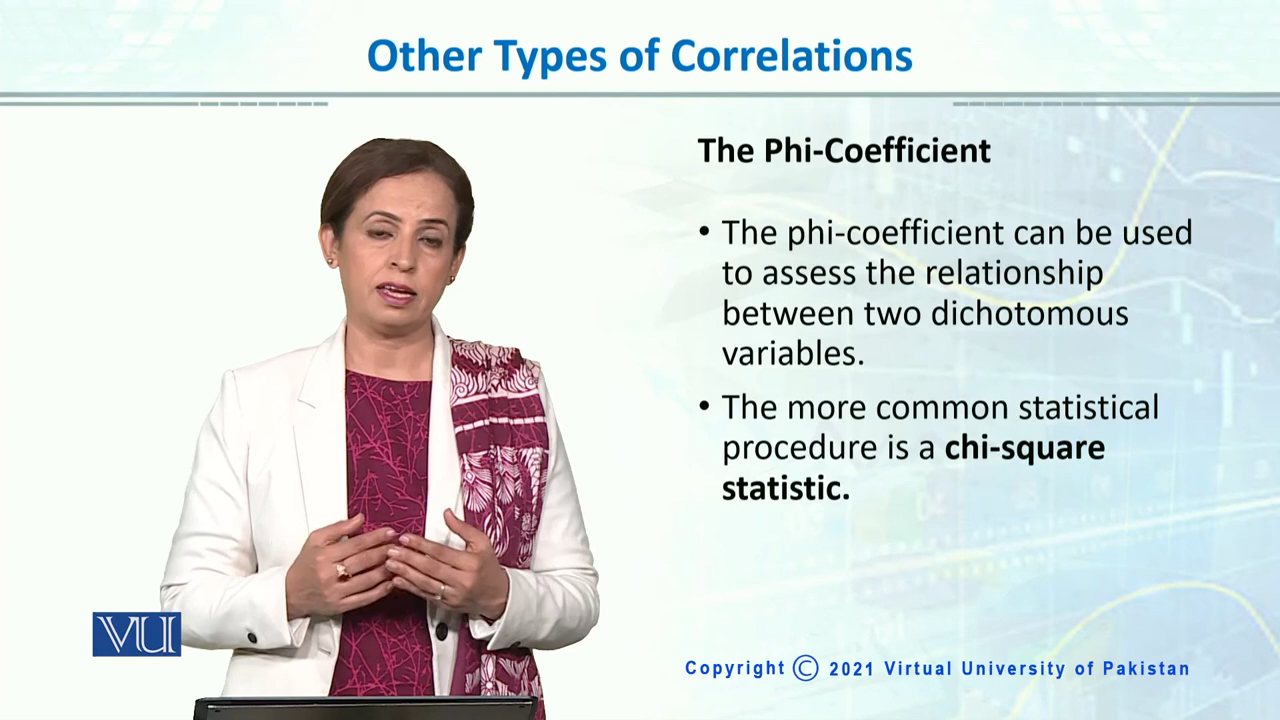 Other Types of Correlations
The Phi-Coefficient
• The phi-coefficient can be used
to assess the relationship
between two dichotomous
variables.
• The more common statistical
procedure is a chi-square
statistic.
VU
Copyright © 2021 Virtual University of Pakistan